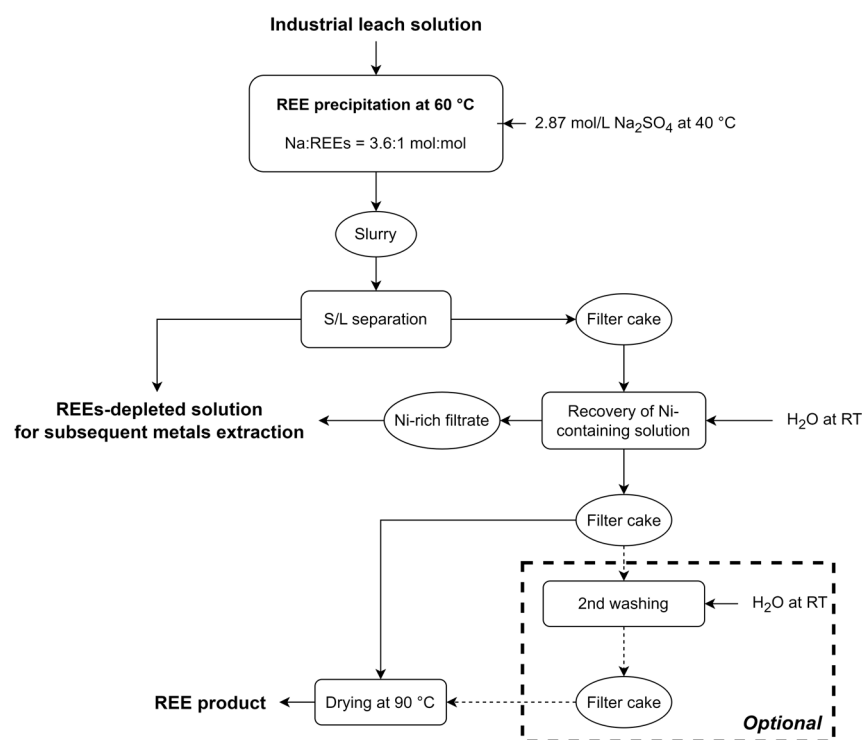 Industrial leach solution
REE precipitation at 60 °C
Na:REEs = 3.6:1 mol:mol
2.87 mol/L Na₂SO₄ at 40 °C
Slurry
S/L separation
Filter cake
REEs-depleted solution
for subsequent metals extraction
Ni-rich filtrate
Recovery of Ni-
containing solution
H₂O at RT
Filter cake
2nd washing
H₂O at RT
REE product
Drying at 90 °C
Filter cake
Optional